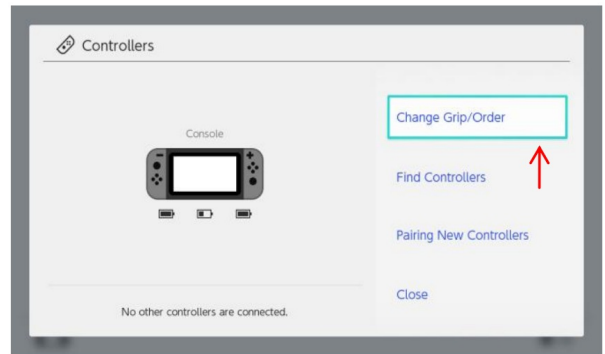 Controllers
Console
No other controllers are connected.
Change Grip/Order
Find Controllers
Pairing New Controllers
Close